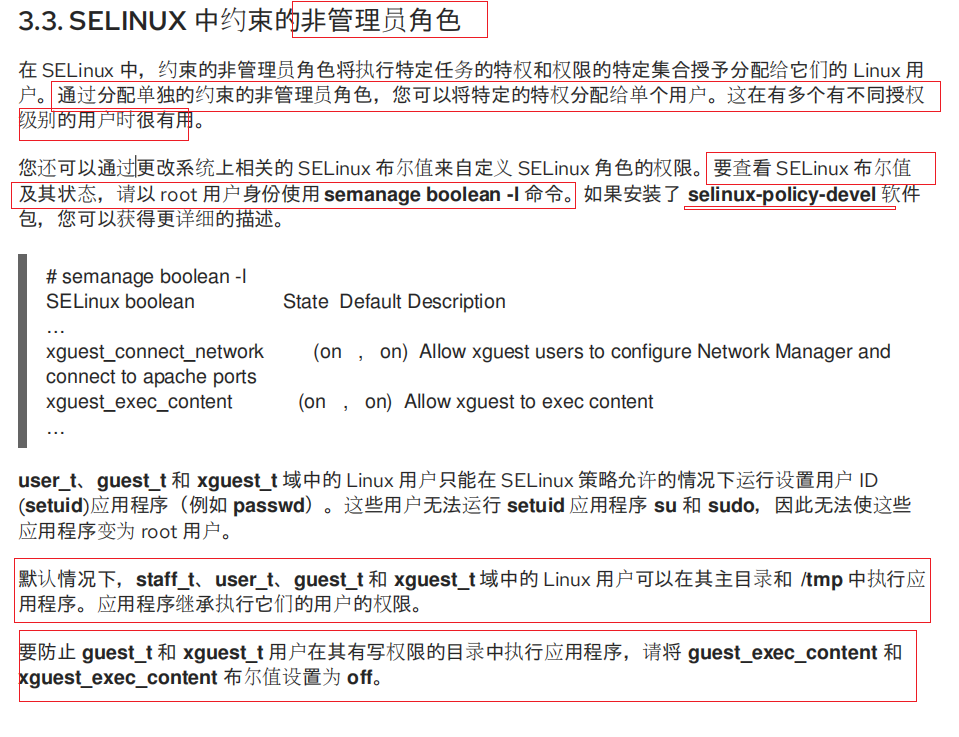 3.3. SELINUX 中约束的非管理员角色
在 SELinux 中，约束的非管理员角色将执行特定任务的特权和权限的特定集合授予分配给它们的 Linux 用
户。通过分配单独的约束的非管理员角色，您可以将特定的特权分配给单个用户。这在有多个有不同授权
级别的用户时很有用。
您还可以通过更改系统上相关的 SELinux 布尔值来自定义 SELinux 角色的权限。要查看 SELinux 布尔值
及其状态，请以 root 用户身份使用 semanage boolean -l 命令。如果安装了 selinux-policy-devel 软件
包，您可以获得更详细的描述。
# semanage boolean -l
SELinux boolean State Default Description
…
xguest_connect_network (on , on) Allow xguest users to configure Network Manager and
connect to apache ports
xguest_exec_content (on , on) Allow xguest to exec content
…
user_t、guest_t 和 xguest_t 域中的 Linux 用户只能在 SELinux 策略允许的情况下运行设置用户 ID
(setuid)应用程序（例如 passwd）。这些用户无法运行 setuid 应用程序 su 和 sudo，因此无法使这些
应用程序变为 root 用户。
默认情况下，staff_t、user_t、guest_t 和 xguest_t 域中的 Linux 用户可以在其主目录和 /tmp 中执行应
用程序。应用程序继承执行它们的用户的权限。
要防止 guest_t 和 xguest_t 用户在其有写权限的目录中执行应用程序，请将 guest_exec_content 和
xguest_exec_content 布尔值设置为 off。